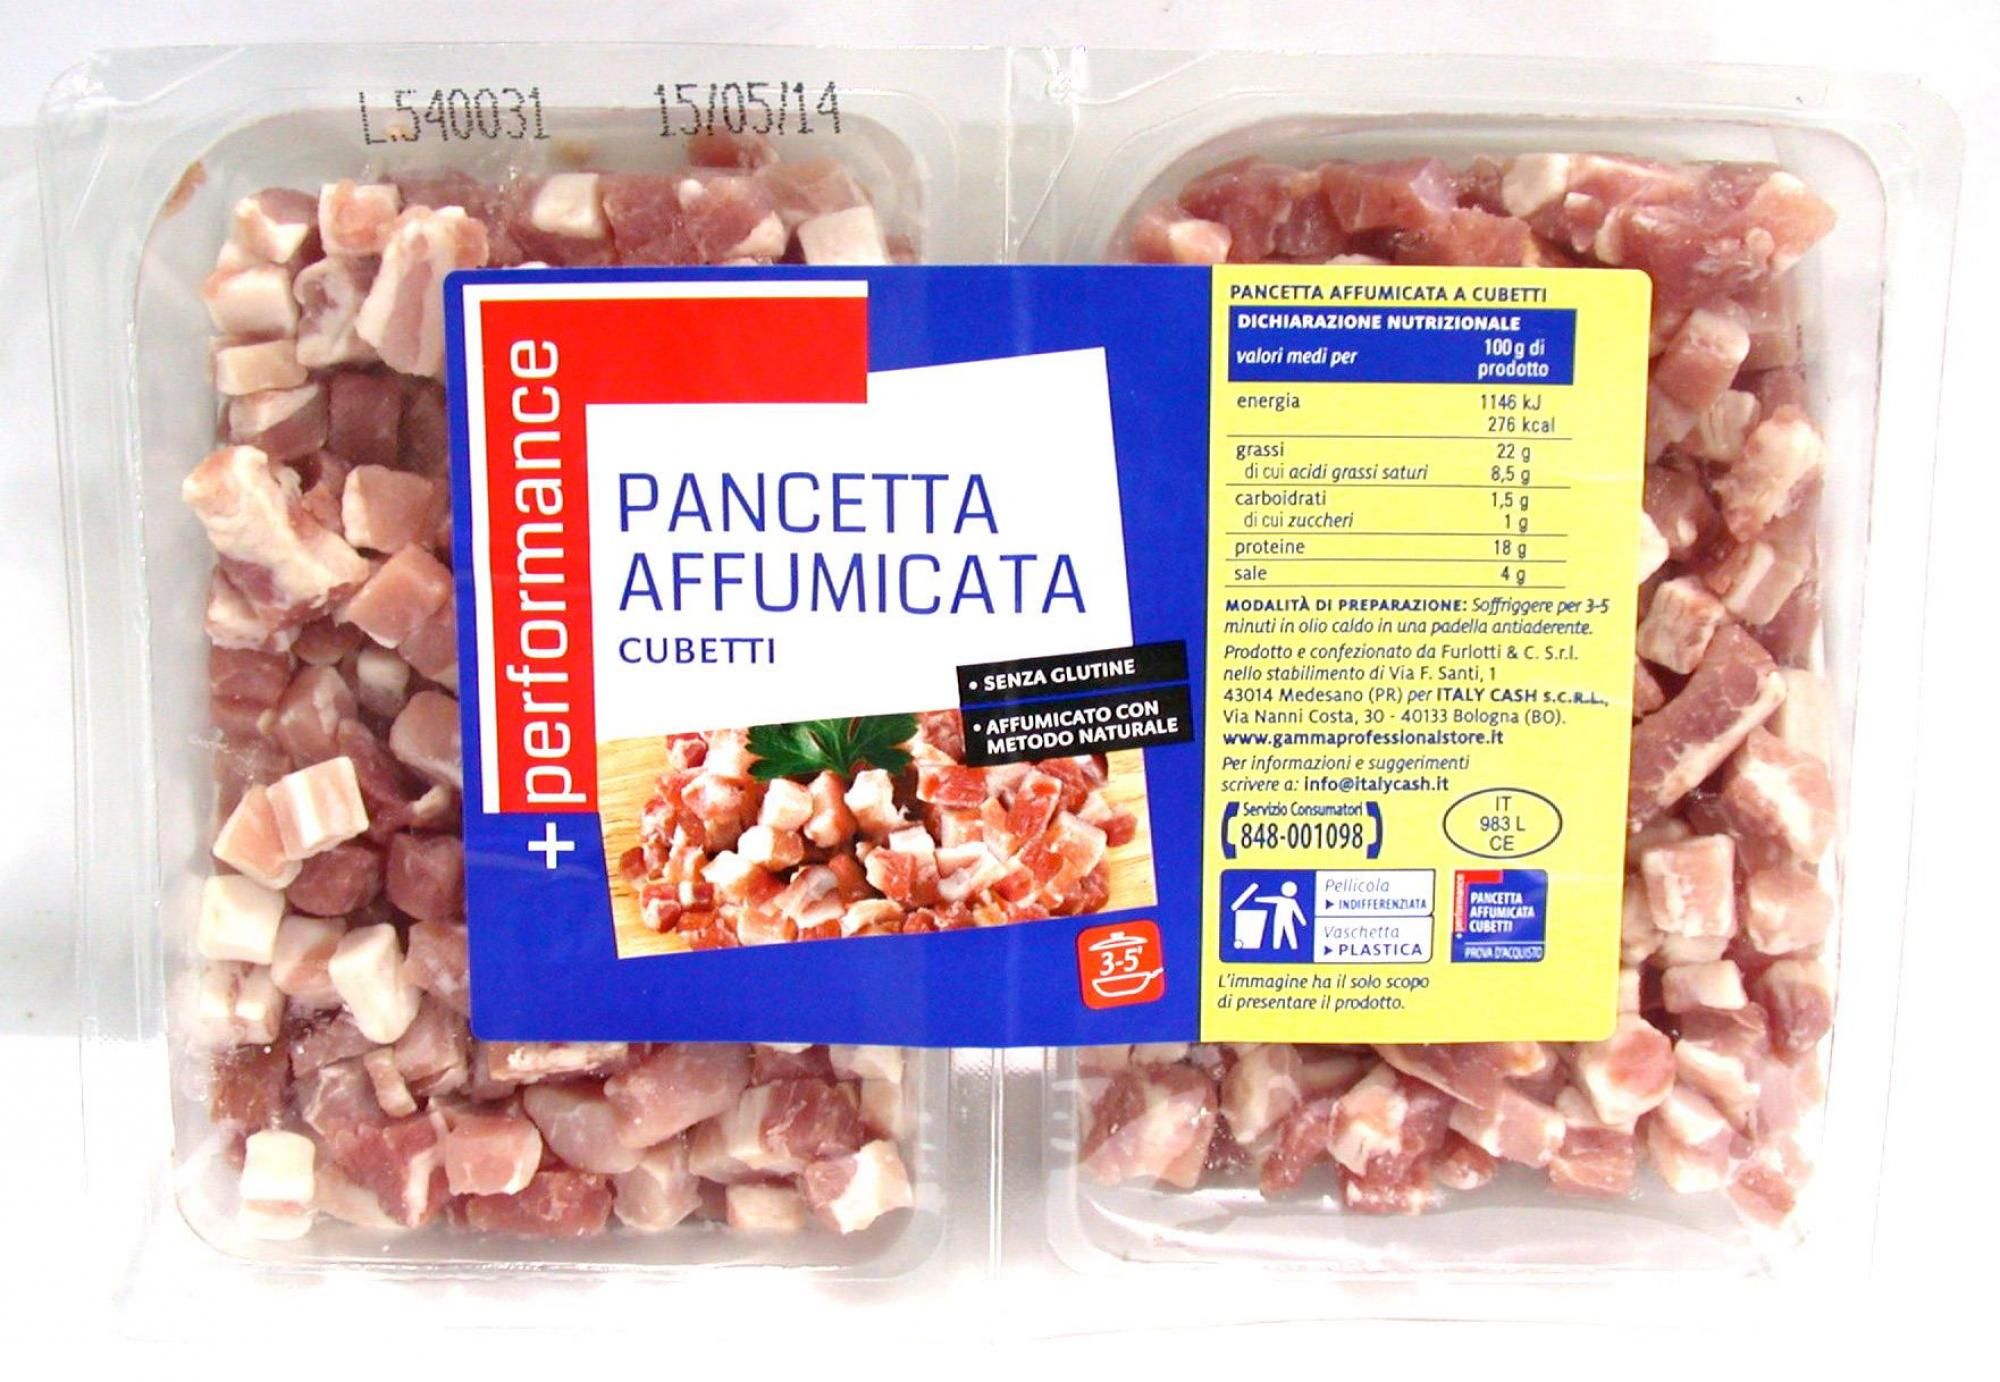 L.540031 15/05/14
+performance
PANCETTA
AFFUMICATA
CUBETTI
• SENZA GLUTINE
• AFFUMICATO CON
METODO NATURALE
3-5'
PANCETTA AFFUMICATA A CUBETTI
DICHIARAZIONE NUTRIZIONALE
valori medi per 100 g di
prodotto
energia 1146 kJ
276 kcal
grassi 22 g
di cui acidi grassi saturi 8,5 g
carboidrati 1,5 g
di cui zuccheri 1 g
proteine 18 g
sale 4 g
MODALITÀ DI PREPARAZIONE: Soffriggere per 3-5
minuti in olio caldo in una padella antiaderente.
Prodotto e confezionato da Furlotti & C. S.r.l.
nello stabilimento di Via F. Santi, 1
43014 Medesano (PR) per ITALY CASH S.C.R.L.,
Via Nanni Costa, 30 - 40133 Bologna (BO).
www.gammaprofessionalstore.it
Per informazioni e suggerimenti
scrivere a: info@italycash.it
Servizio Consumatori
848-001098
IT
983 L
CE
Pellicola
INDIFFERENZIATA
Vaschetta
PLASTICA
+performance
PANCETTA
AFFUMICATA
CUBETTI
PROVA D'ACQUISTO
L'immagine ha il solo scopo
di presentare il prodotto.